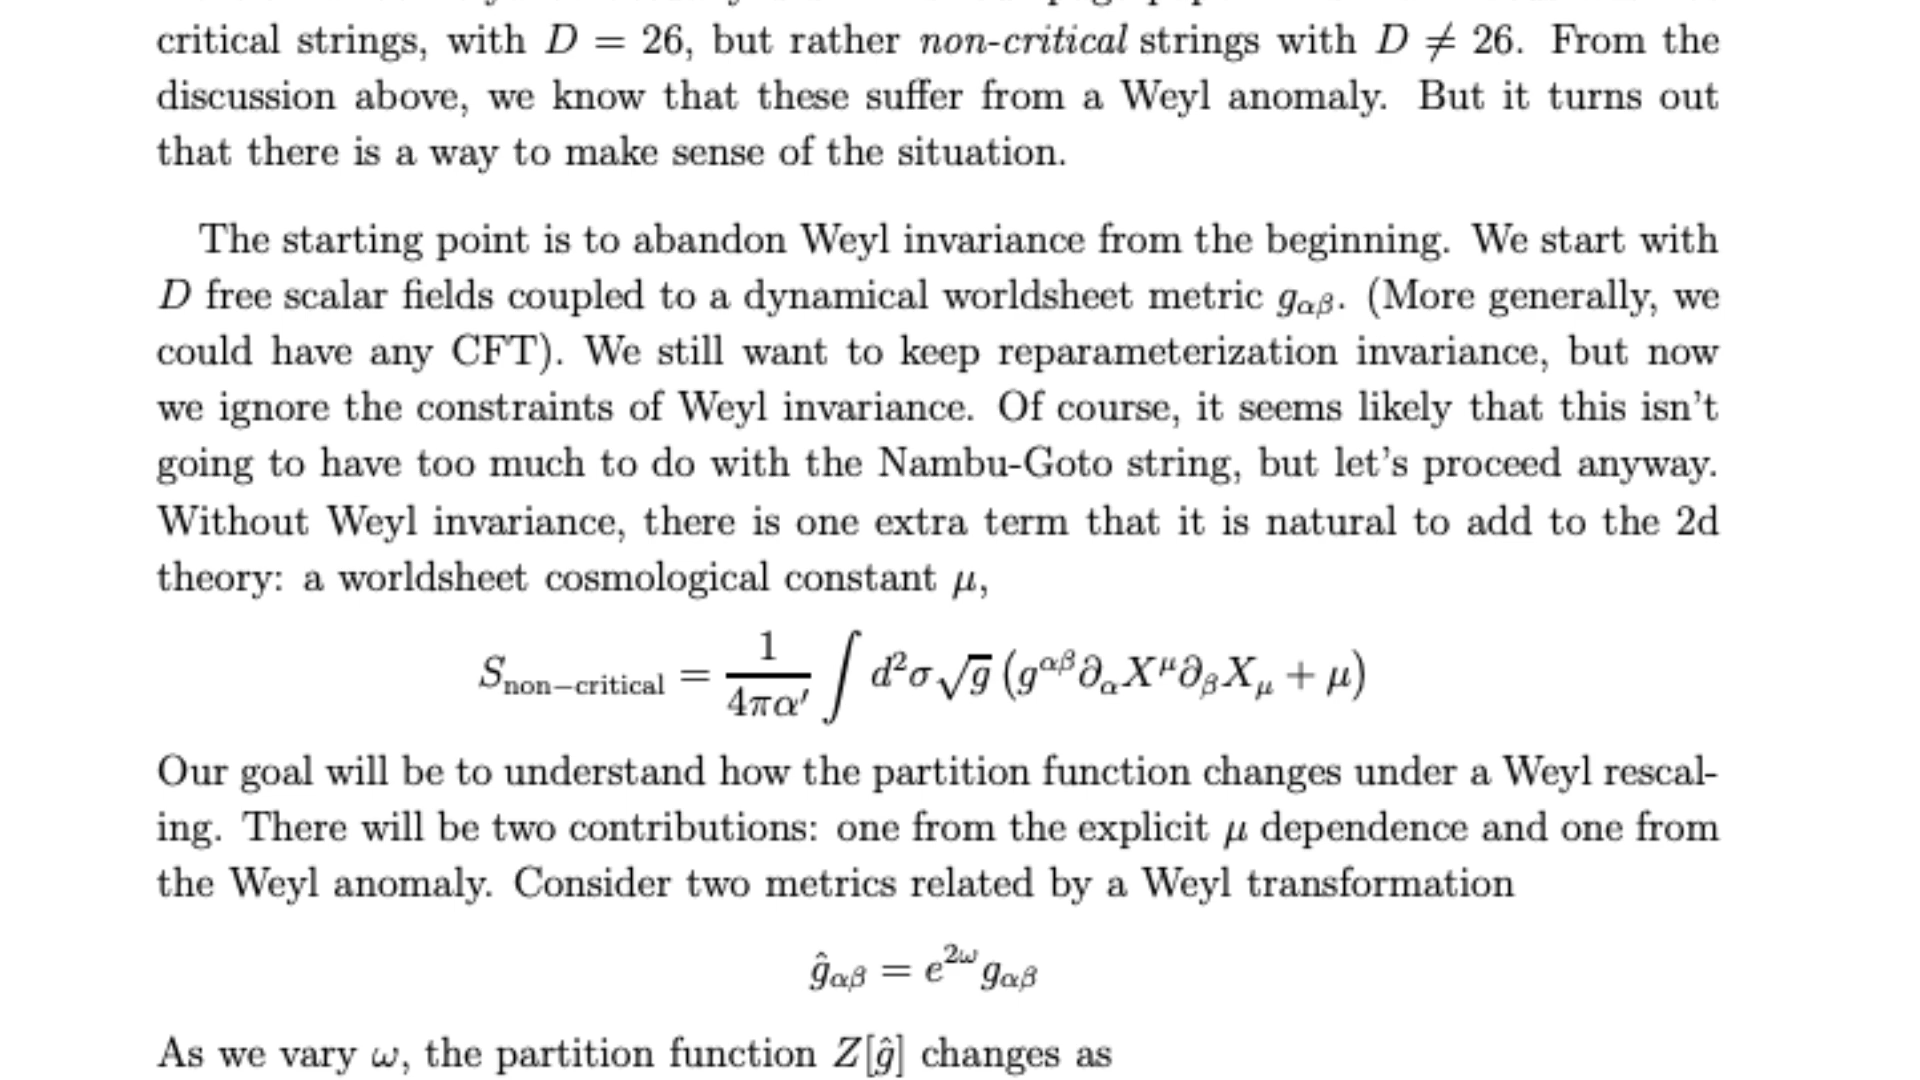 critical strings, with D = 26, but rather non-critical strings with D ≠ 26. From the
discussion above, we know that these suffer from a Weyl anomaly. But it turns out
that there is a way to make sense of the situation.
The starting point is to abandon Weyl invariance from the beginning. We start with
D free scalar fields coupled to a dynamical worldsheet metric g_{αβ}. (More generally, we
could have any CFT). We still want to keep reparameterization invariance, but now
we ignore the constraints of Weyl invariance. Of course, it seems likely that this isn't
going to have too much to do with the Nambu-Goto string, but let's proceed anyway.
Without Weyl invariance, there is one extra term that it is natural to add to the 2d
theory: a worldsheet cosmological constant μ,
S_{non−critical} = \frac{1}{4πα'} ∫ d²σ √g (g^{αβ} ∂_α X^μ ∂_β X_μ + μ)
Our goal will be to understand how the partition function changes under a Weyl rescal-
ing. There will be two contributions: one from the explicit μ dependence and one from
the Weyl anomaly. Consider two metrics related by a Weyl transformation
ĝ_{αβ} = e^{2ω} g_{αβ}
As we vary ω, the partition function Z[ĝ] changes as